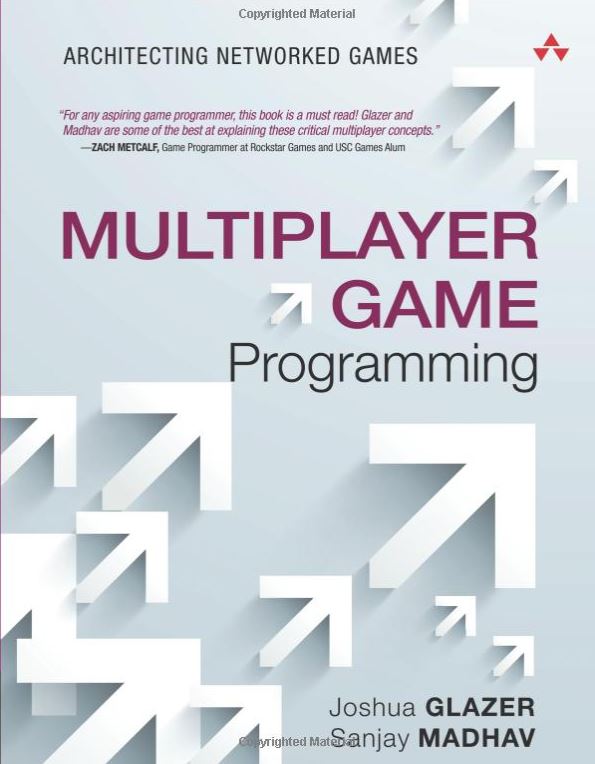 Copyrighted Material
ARCHITECTING NETWORKED GAMES
“For any aspiring game programmer, this book is a must read! Glazer and
Madhav are some of the best at explaining these critical multiplayer concepts.”
—ZACH METCALF, Game Programmer at Rockstar Games and USC Games Alum
MULTIPLAYER
GAME
Programming
Joshua GLAZER
Sanjay MADHAV
Copyrighted Material